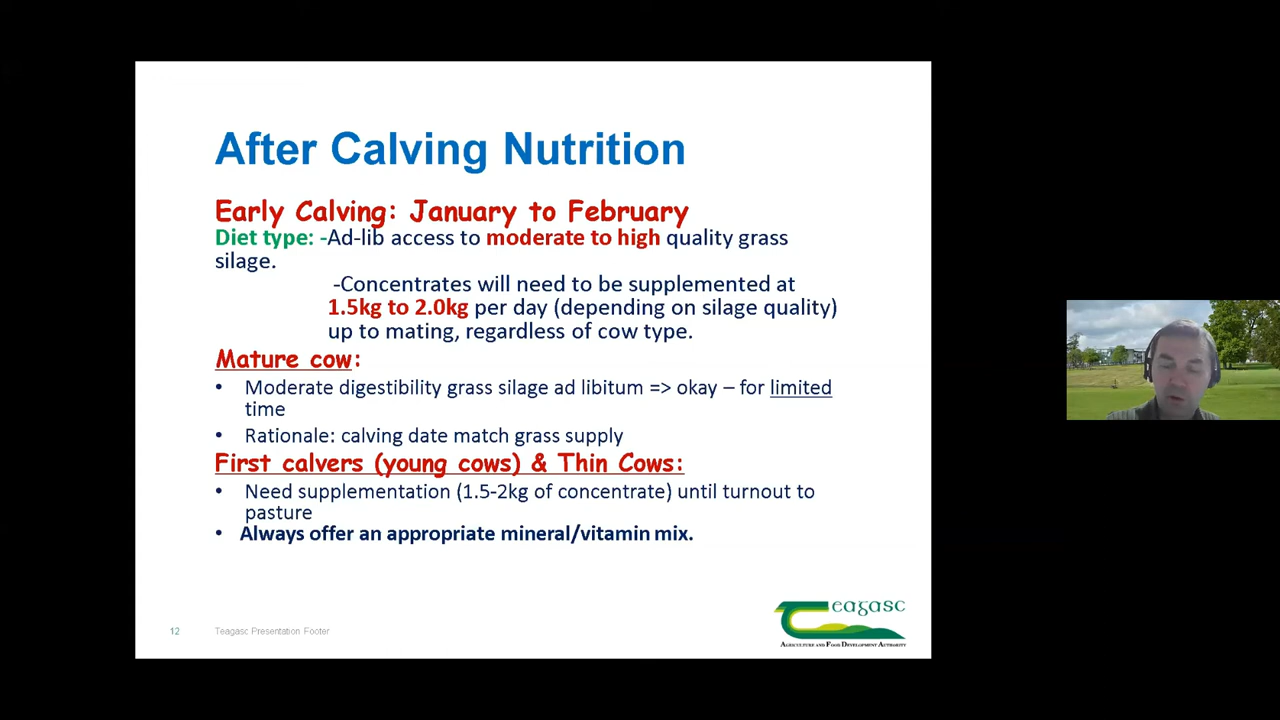 After Calving Nutrition
Early Calving: January to February
Diet type: -Ad-lib access to moderate to high quality grass
silage.
-Concentrates will need to be supplemented at
1.5kg to 2.0kg per day (depending on silage quality)
up to mating, regardless of cow type.
Mature cow:
• Moderate digestibility grass silage ad libitum => okay – for limited
time
• Rationale: calving date match grass supply
First calvers (young cows) & Thin Cows:
• Need supplementation (1.5-2kg of concentrate) until turnout to
pasture
• Always offer an appropriate mineral/vitamin mix.
12 Teagasc Presentation Footer
Teagasc
AGRICULTURE AND FOOD DEVELOPMENT AUTHORITY